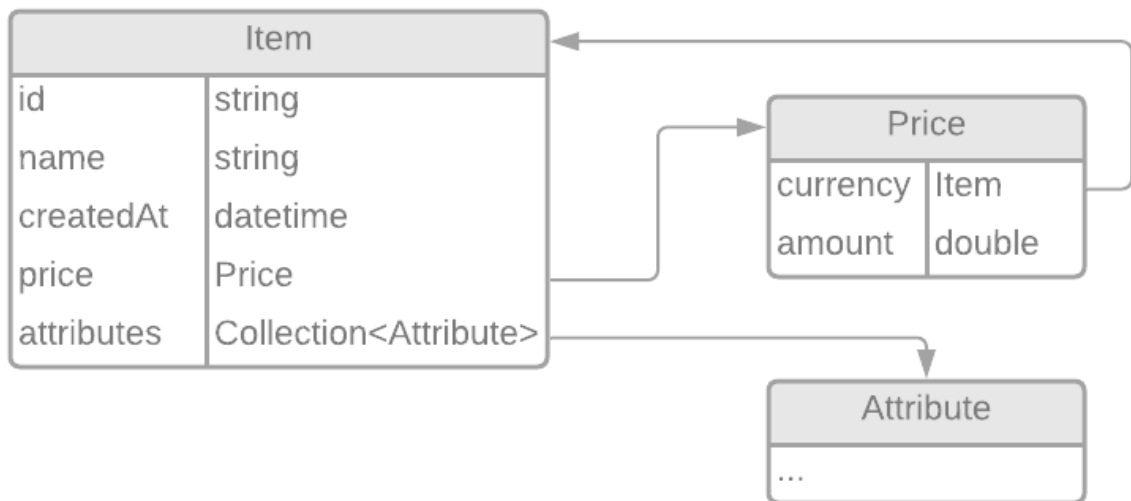 Item
id string
name string
createdAt datetime
price Price
attributes Collection<Attribute>
Price
currency Item
amount double
Attribute
...